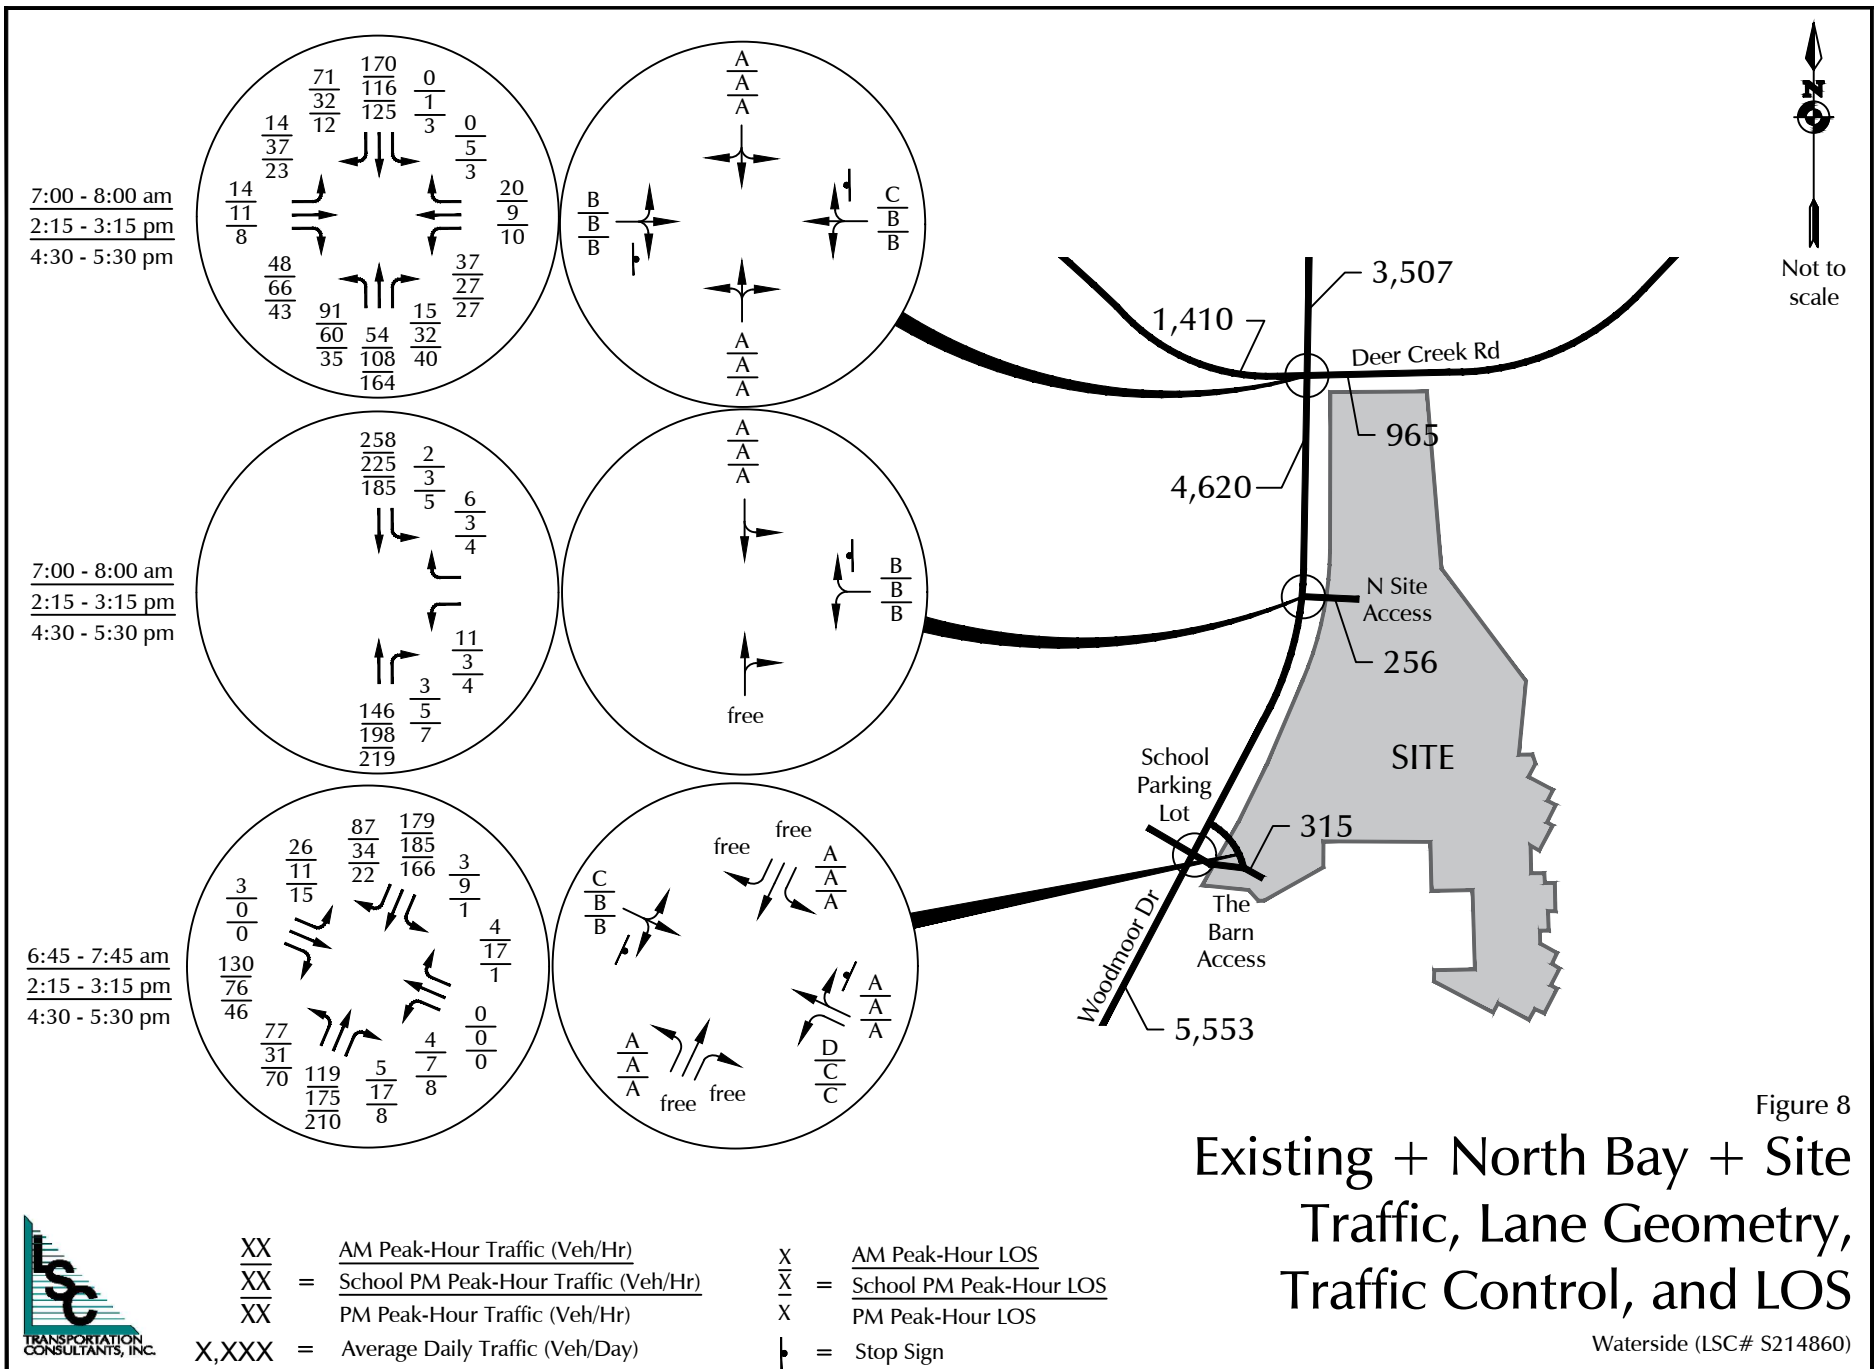 7:00 - 8:00 am
2:15 - 3:15 pm
4:30 - 5:30 pm
71
32
12
170
116
125
0
1
3
14
37
23
0
5
3
14
11
8
20
9
10
48
66
43
37
27
27
91
60
35
54
108
164
15
32
40
A
A
A
B
B
B
C
B
B
A
A
A
7:00 - 8:00 am
2:15 - 3:15 pm
4:30 - 5:30 pm
258
225
185
2
3
5
6
3
4
11
3
4
146
198
219
3
5
7
A
A
A
B
B
B
free
6:45 - 7:45 am
2:15 - 3:15 pm
4:30 - 5:30 pm
87
34
22
179
185
166
3
9
1
26
11
15
3
0
0
4
17
1
130
76
46
0
0
0
77
31
70
119
175
210
5
17
8
4
7
8
free
free
A
A
A
C
B
B
A
A
A
D
C
C
A
A
A
free
free
N
Not to
scale
3,507
1,410
Deer Creek Rd
965
4,620
N Site
Access
256
SITE
School
Parking
Lot
315
The
Barn
Access
Woodmoor Dr
5,553
Figure 8
Existing + North Bay + Site
Traffic, Lane Geometry,
Traffic Control, and LOS
Waterside (LSC# S214860)
LSC
TRANSPORTATION
CONSULTANTS, INC.
XX AM Peak-Hour Traffic (Veh/Hr)
XX = School PM Peak-Hour Traffic (Veh/Hr)
XX PM Peak-Hour Traffic (Veh/Hr)
X,XXX = Average Daily Traffic (Veh/Day)
X AM Peak-Hour LOS
X = School PM Peak-Hour LOS
X PM Peak-Hour LOS
= Stop Sign